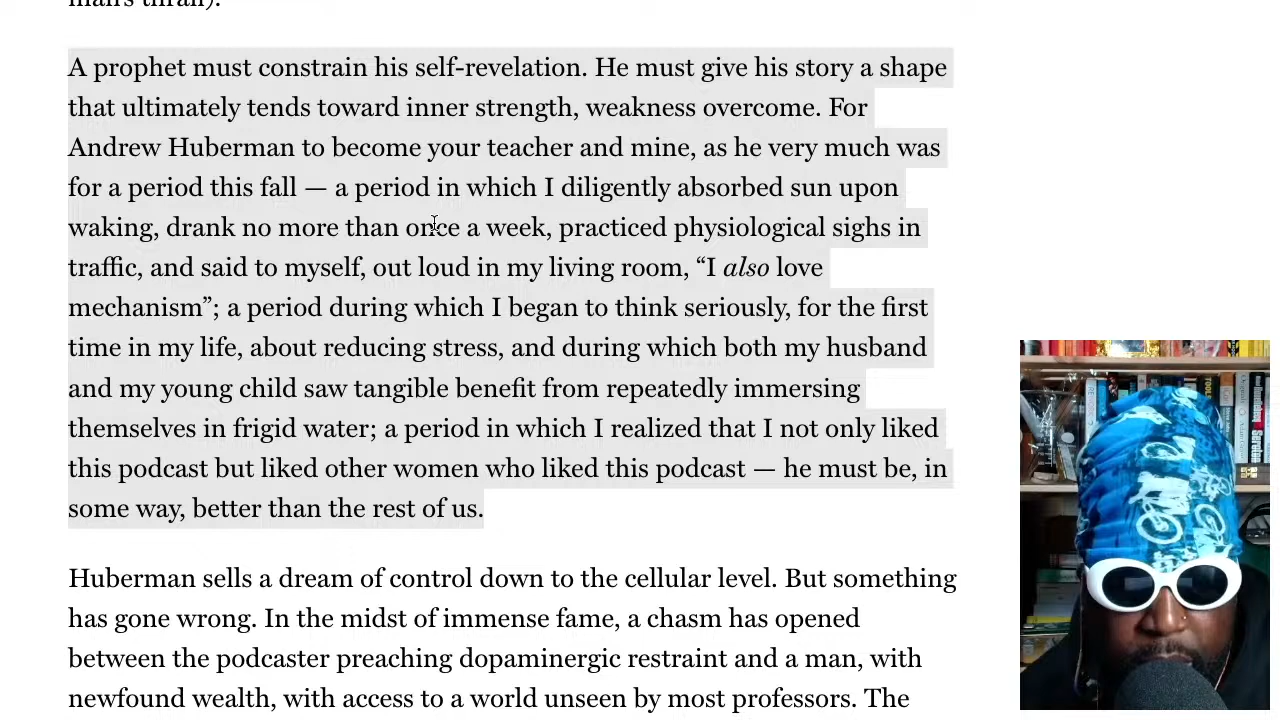 man's thrall).
A prophet must constrain his self-revelation. He must give his story a shape
that ultimately tends toward inner strength, weakness overcome. For
Andrew Huberman to become your teacher and mine, as he very much was
for a period this fall — a period in which I diligently absorbed sun upon
waking, drank no more than once a week, practiced physiological sighs in
traffic, and said to myself, out loud in my living room, “I also love
mechanism”; a period during which I began to think seriously, for the first
time in my life, about reducing stress, and during which both my husband
and my young child saw tangible benefit from repeatedly immersing
themselves in frigid water; a period in which I realized that I not only liked
this podcast but liked other women who liked this podcast — he must be, in
some way, better than the rest of us.
Huberman sells a dream of control down to the cellular level. But something
has gone wrong. In the midst of immense fame, a chasm has opened
between the podcaster preaching dopaminergic restraint and a man, with
newfound wealth, with access to a world unseen by most professors. The